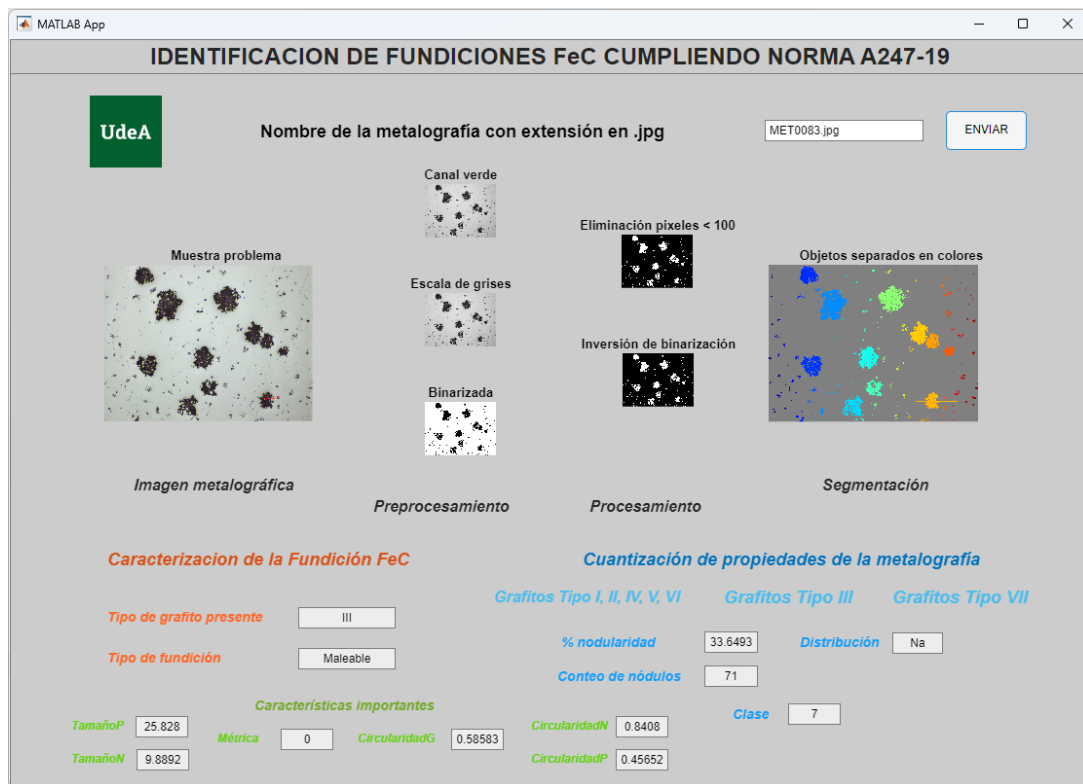 MATLAB App
IDENTIFICACION DE FUNDICIONES FeC CUMPLIENDO NORMA A247-19
UdeA
Nombre de la metalografía con extensión en .jpg
MET0083.jpg
ENVIAR
Canal verde
Eliminación pixeles < 100
Muestra problema
Objetos separados en colores
Escala de grises
Inversión de binarización
Binarizada
Imagen metalográfica
Segmentación
Preprocesamiento
Procesamiento
Caracterizacion de la Fundición FeC
Cuantización de propiedades de la metalografía
Grafitos Tipo I, II, IV, V, VI
Grafitos Tipo III
Grafitos Tipo VII
Tipo de grafito presente
III
% nodularidad
33.6493
Distribución
Na
Tipo de fundición
Maleable
Conteo de nódulos
71
Características importantes
Clase
7
TamañoP
25.828
Métrica
0
CircularidadG
0.58583
CircularidadN
0.8408
TamañoN
9.8892
CircularidadP
0.45652